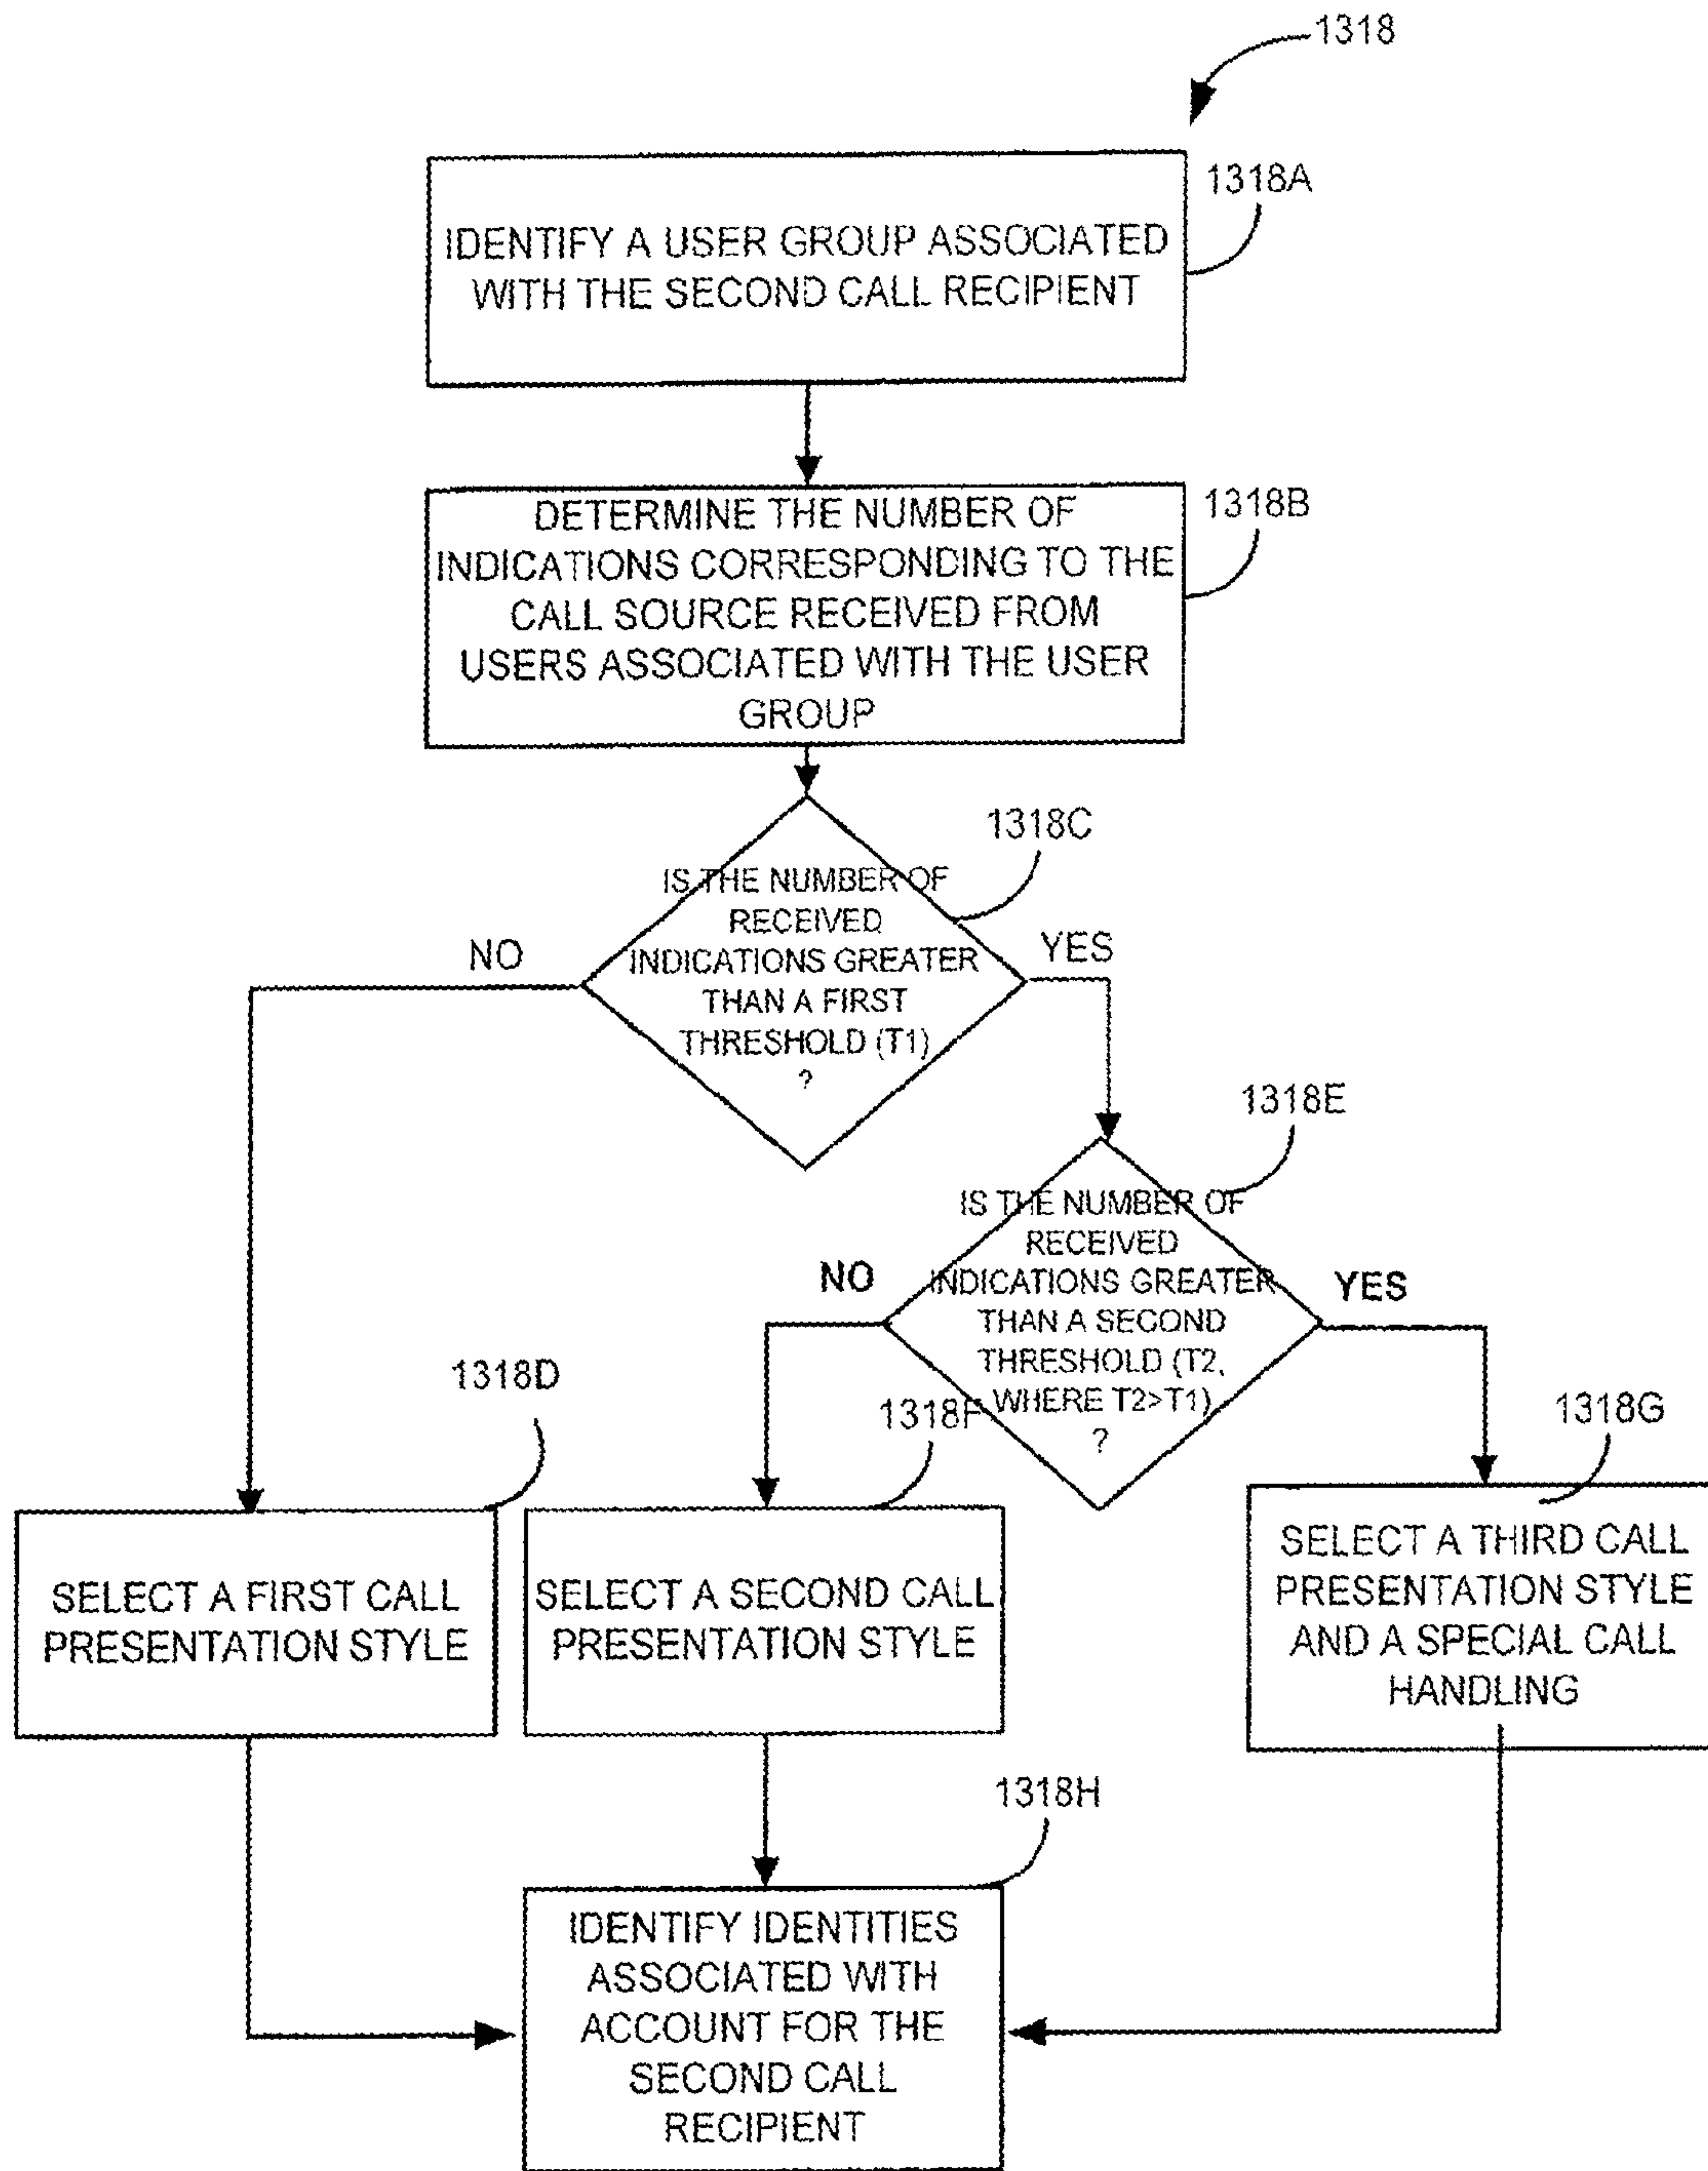 1318
1318A
IDENTIFY A USER GROUP ASSOCIATED
WITH THE SECOND CALL RECIPIENT
1318B
DETERMINE THE NUMBER OF
INDICATIONS CORRESPONDING TO THE
CALL SOURCE RECEIVED FROM
USERS ASSOCIATED WITH THE USER
GROUP
1318C
IS THE NUMBER OF
RECEIVED
INDICATIONS GREATER
THAN A FIRST
THRESHOLD (T1)
?
NO
YES
1318E
IS THE NUMBER OF
RECEIVED
INDICATIONS GREATER
THAN A SECOND
THRESHOLD (T2,
WHERE T2>T1)
?
NO
YES
1318D
1318F
1318G
SELECT A FIRST CALL
PRESENTATION STYLE
SELECT A SECOND CALL
PRESENTATION STYLE
SELECT A THIRD CALL
PRESENTATION STYLE
AND A SPECIAL CALL
HANDLING
1318H
IDENTIFY IDENTITIES
ASSOCIATED WITH
ACCOUNT FOR THE
SECOND CALL
RECIPIENT